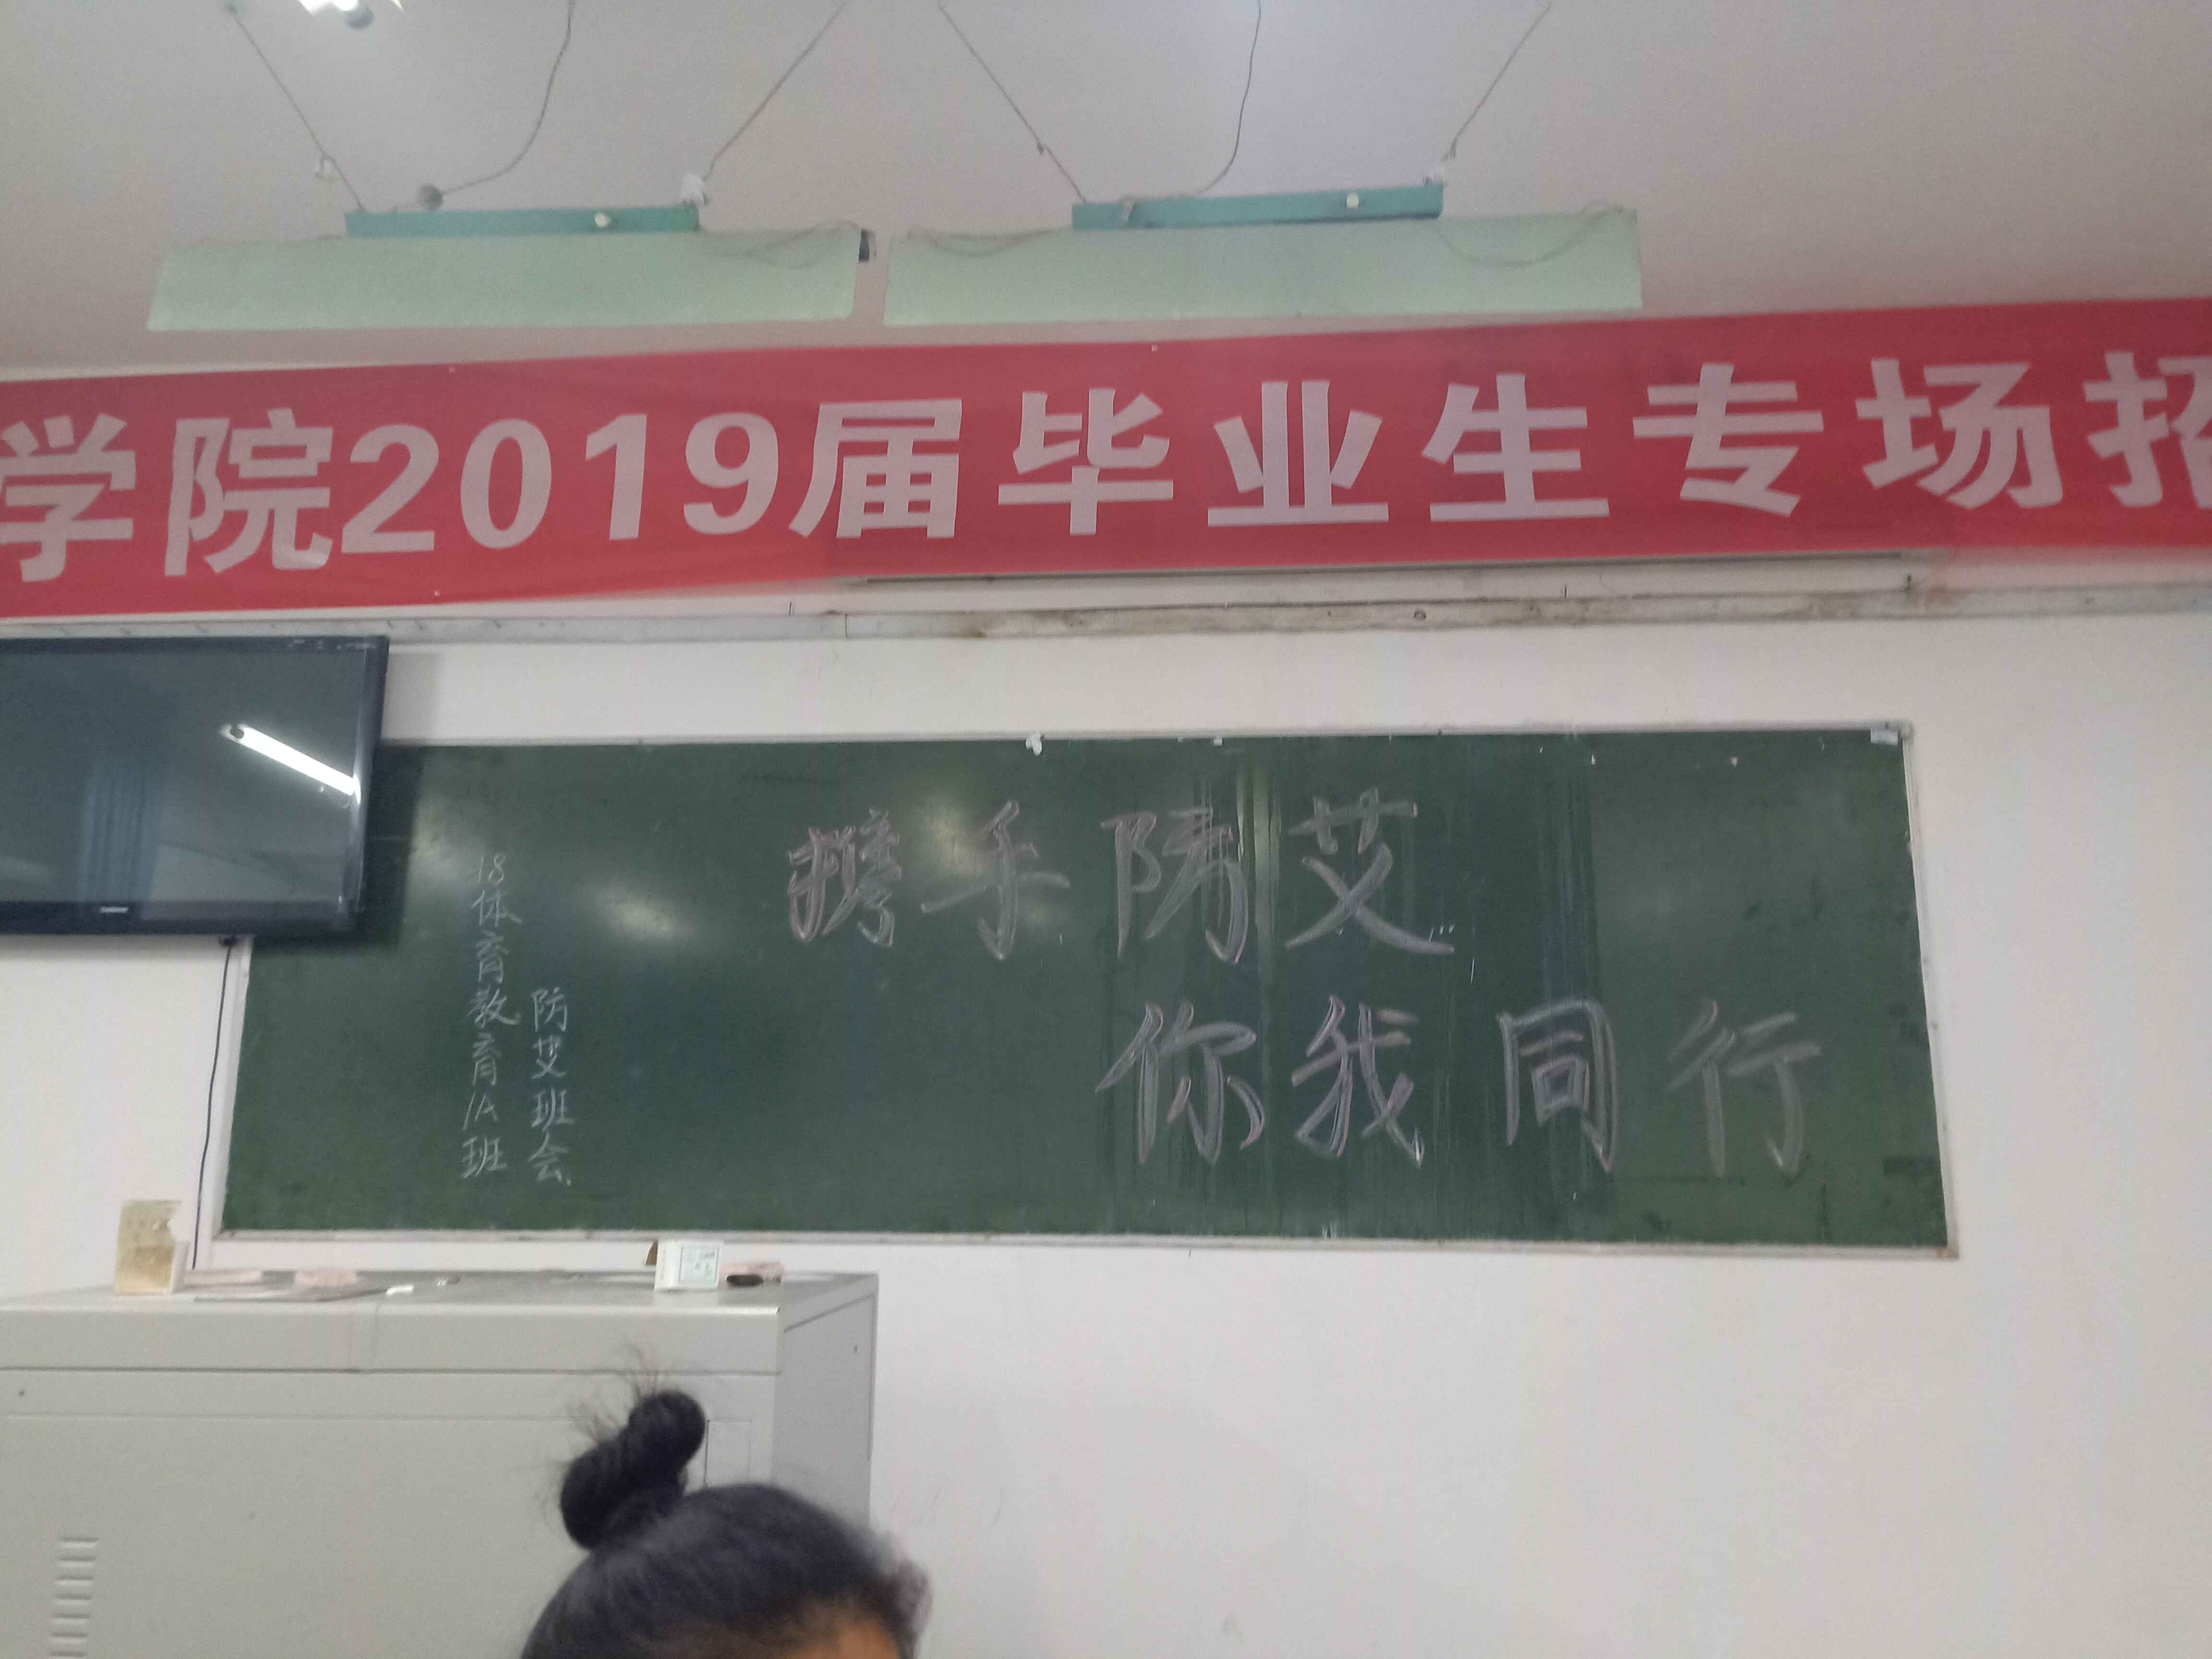 学院2019届毕业生专场招
携手防艾
你我同行
18体育教育1A班
防艾班会